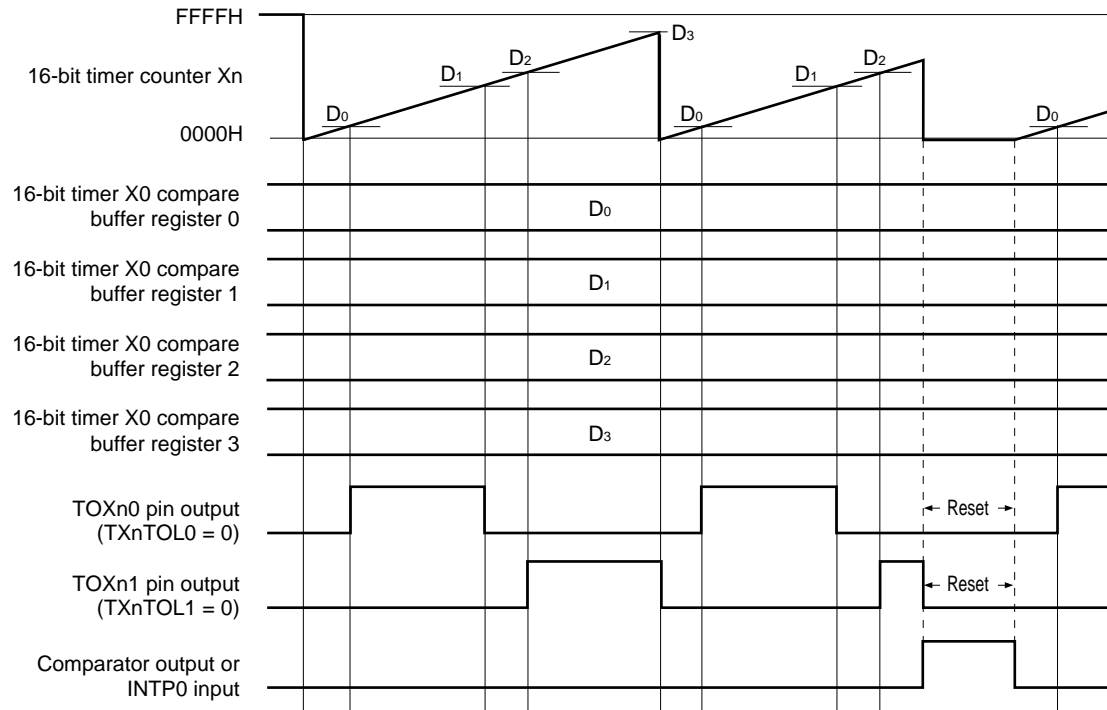 FFFFH
D3
D1
D2
D1
D2
16-bit timer counter Xn
D0
D0
D0
0000H
16-bit timer X0 compare
buffer register 0
D0
16-bit timer X0 compare
buffer register 1
D1
16-bit timer X0 compare
buffer register 2
D2
16-bit timer X0 compare
buffer register 3
D3
TOXn0 pin output
(TXnTOL0 = 0)
Reset
TOXn1 pin output
(TXnTOL1 = 0)
Reset
Comparator output or
INTP0 input